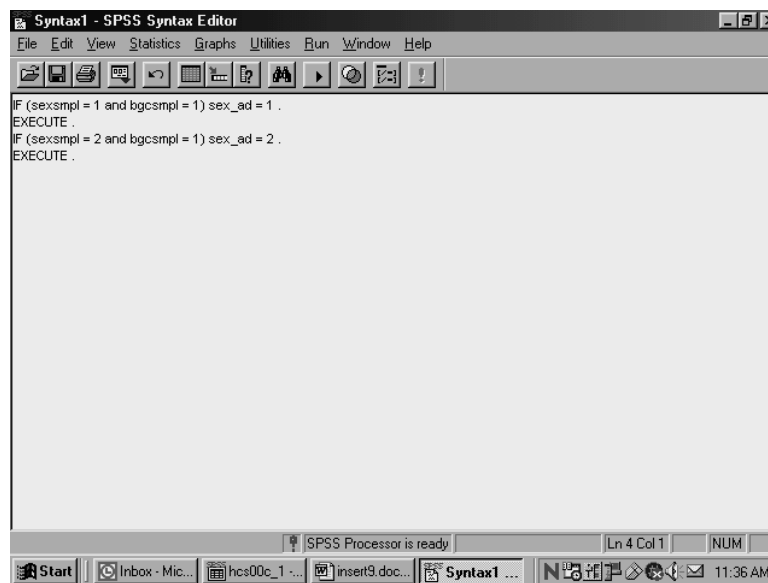 Syntax1 - SPSS Syntax Editor
File Edit View Statistics Graphs Utilities Run Window Help
IF (sexsmpl = 1 and bgcsmpl = 1) sex_ad = 1 .
EXECUTE .
IF (sexsmpl = 2 and bgcsmpl = 1) sex_ad = 2 .
EXECUTE .
SPSS Processor is ready
Ln 4 Col 1
NUM
Start Inbox - Mic... hcs00c_1 -... insert9.doc... Syntax1 ... 11:36 AM